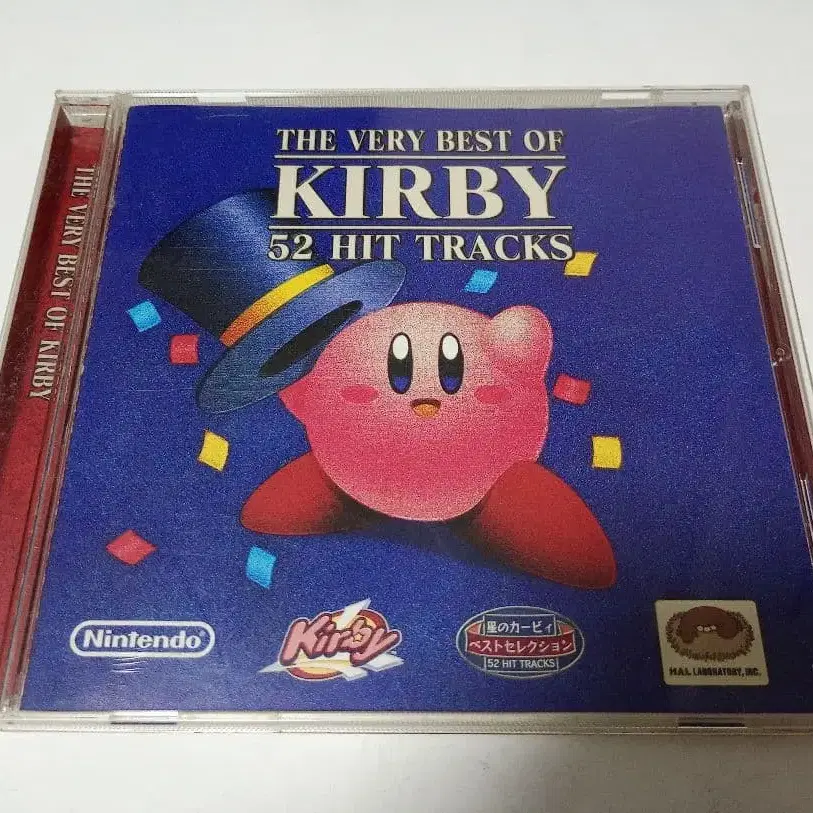 THE VERY BEST OF
KIRBY
52 HIT TRACKS
THE VERY BEST OF KIRBY
Nintendo
Kirby
星のカービィ
ベストセレクション
52 HIT TRACKS
HAL LABORATORY, INC.